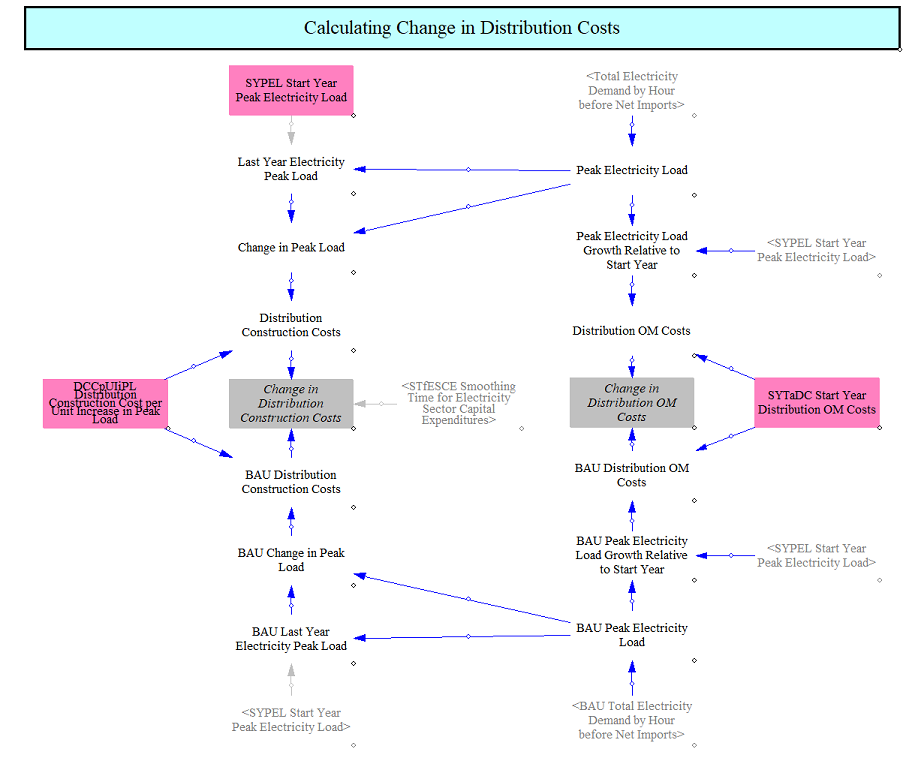 Calculating Change in Distribution Costs
SYPEL Start Year
Peak Electricity Load
<Total Electricity
Demand by Hour
before Net Imports>
Last Year Electricity
Peak Load
Peak Electricity Load
Change in Peak Load
Peak Electricity Load
Growth Relative to
Start Year
<SYPEL Start Year
Peak Electricity Load>
Distribution
Construction Costs
Distribution OM Costs
DCCpUIiPL
Distribution
Construction Cost per
Unit Increase in Peak
Load
Change in
Distribution
Construction Costs
<STfESCE Smoothing
Time for Electricity
Sector Capital
Expenditures>
Change in
Distribution OM
Costs
SYTaDC Start Year
Distribution OM Costs
BAU Distribution
Construction Costs
BAU Distribution OM
Costs
BAU Change in Peak
Load
BAU Peak Electricity
Load Growth Relative
to Start Year
<SYPEL Start Year
Peak Electricity Load>
BAU Last Year
Electricity Peak Load
BAU Peak Electricity
Load
<SYPEL Start Year
Peak Electricity Load>
<BAU Total Electricity
Demand by Hour
before Net Imports>